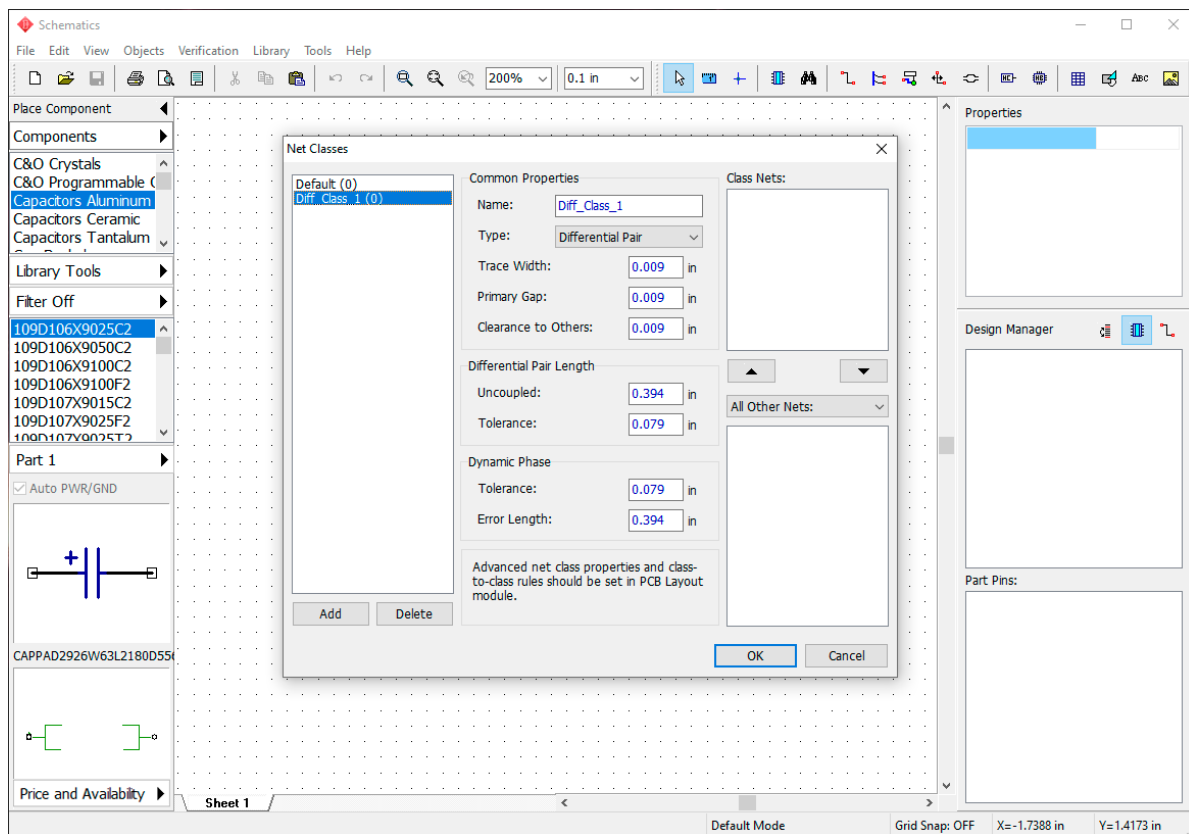 Schematics
File Edit View Objects Verification Library Tools Help
200% 0.1 in
ABC
Place Component
Components
C&O Crystals
C&O Programmable
Capacitors Aluminum
Capacitors Ceramic
Capacitors Tantalum
Library Tools
Filter Off
109D106X9025C2
109D106X9050C2
109D106X9100C2
109D106X9100F2
109D107X9015C2
109D107X9025F2
109D107X9025T2
Part 1
Auto PWR/GND
CAPPAD2926W63L2180D556
Price and Availability
Net Classes
Default (0)
Diff_Class_1 (0)
Add Delete
Common Properties
Name: Diff_Class_1
Type: Differential Pair
Trace Width: 0.009 in
Primary Gap: 0.009 in
Clearance to Others: 0.009 in
Differential Pair Length
Uncoupled: 0.394 in
Tolerance: 0.079 in
Dynamic Phase
Tolerance: 0.079 in
Error Length: 0.394 in
Advanced net class properties and class-
to-class rules should be set in PCB Layout
module.
Class Nets:
All Other Nets:
OK Cancel
Properties
Design Manager
Part Pins:
Sheet 1
Default Mode Grid Snap: OFF X=-1.7388 in Y=1.4173 in